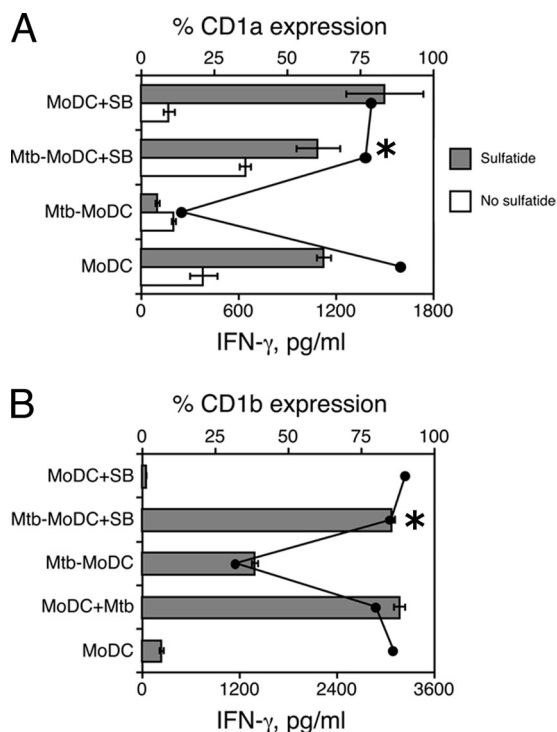 A
% CD1a expression
0 25 50 75 100
MoDC+SB
Mtb-MoDC+SB
*
Sulfatide
Mtb-MoDC
No sulfatide
MoDC
0 600 1200 1800
IFN-γ, pg/ml
B
% CD1b expression
0 25 50 75 100
MoDC+SB
Mtb-MoDC+SB
*
Mtb-MoDC
MoDC+Mtb
MoDC
0 1200 2400 3600
IFN-γ, pg/ml